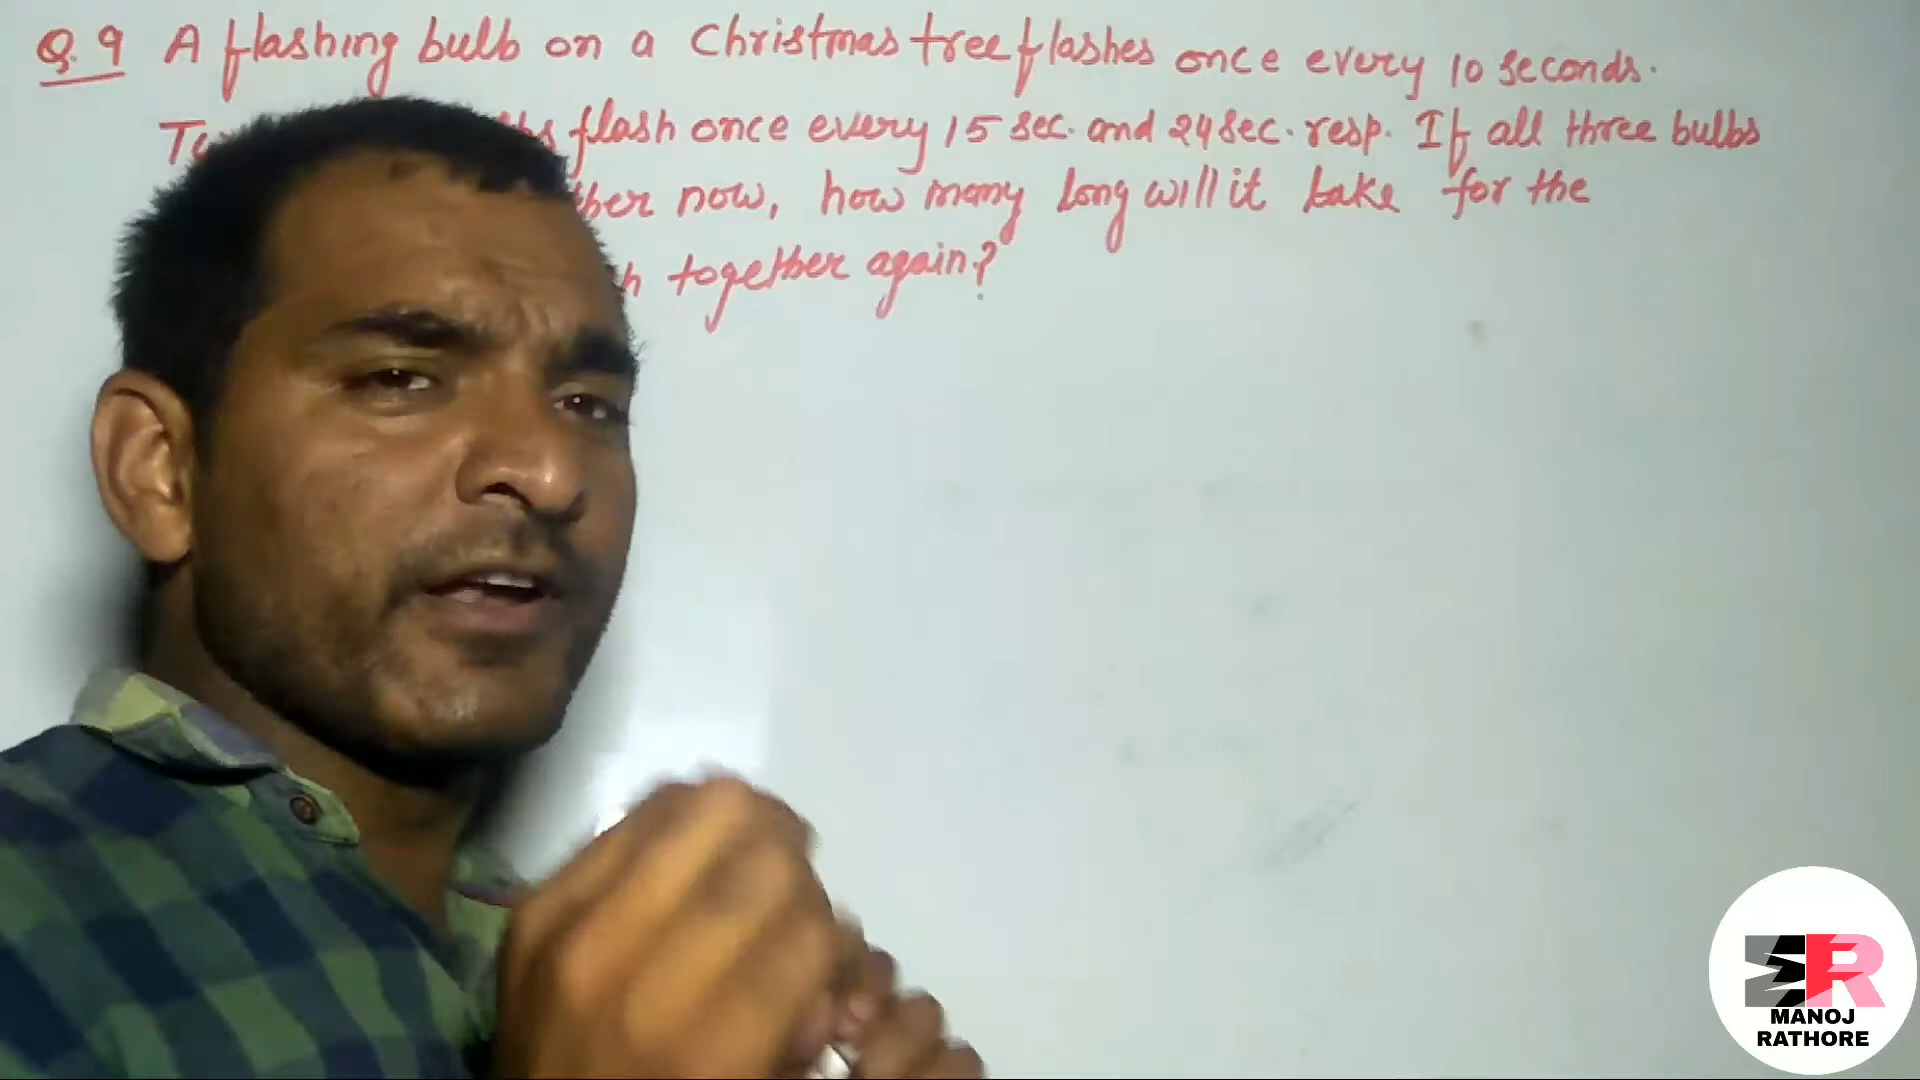 Q.9 A flashing bulb on a Christmas tree flashes once every 10 seconds.
flash once every 15 sec. and 24 sec. resp. If all three bulbs
now, how many long will it take for the
together again?
MANOJ
RATHORE